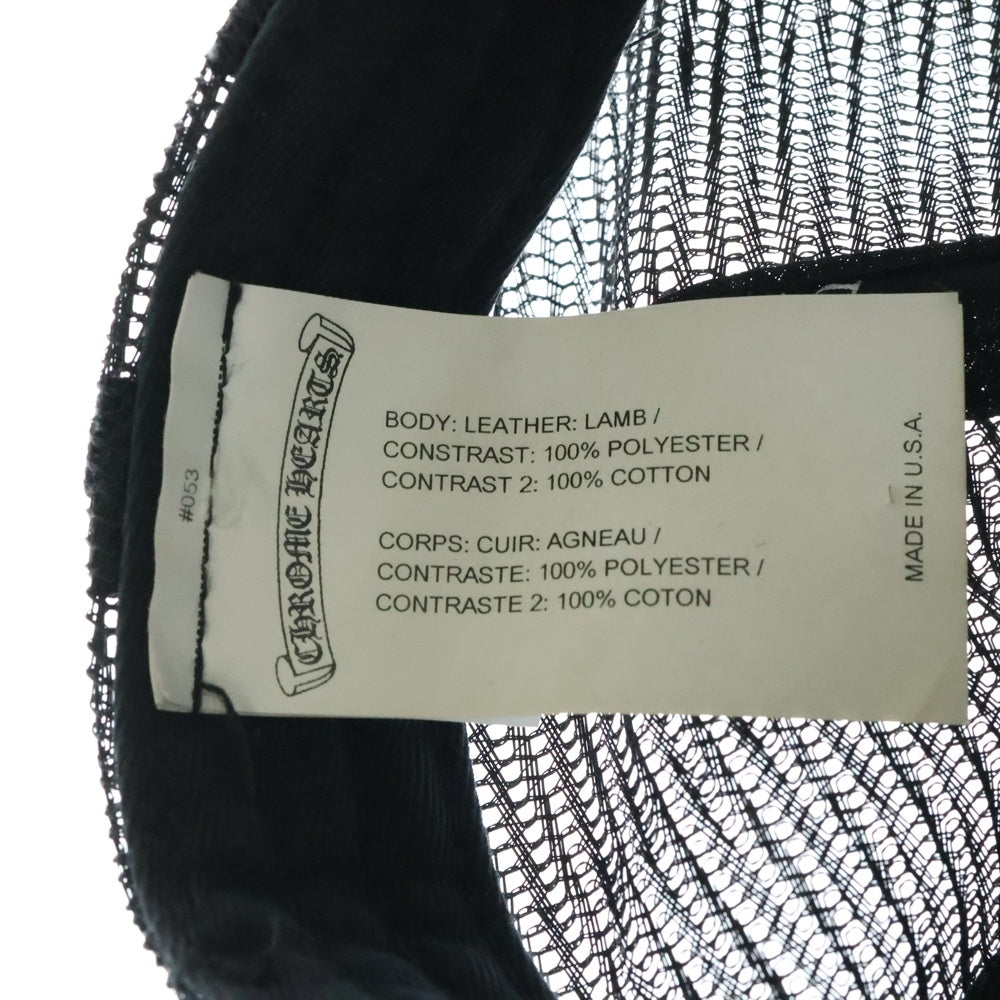 #053
CHROME HEARTS
BODY: LEATHER: LAMB /
CONSTRAST: 100% POLYESTER /
CONTRAST 2: 100% COTTON
CORPS: CUIR: AGNEAU /
CONTRASTE: 100% POLYESTER /
CONTRASTE 2: 100% COTON
MADE IN U.S.A.